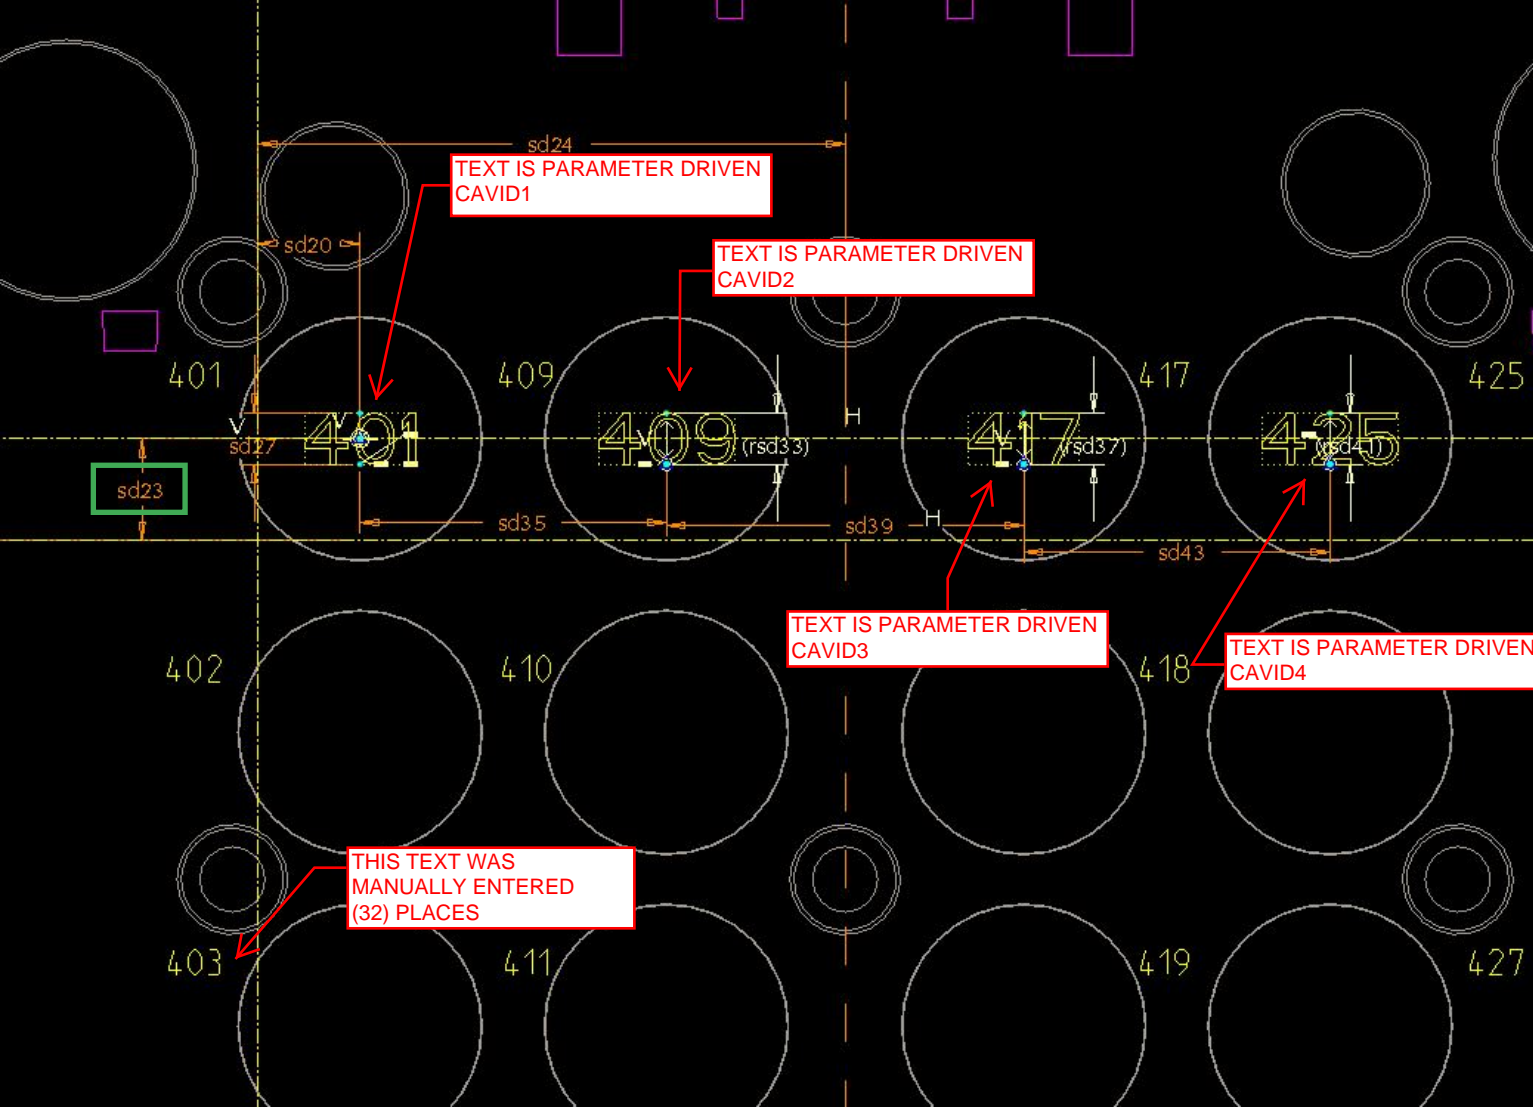 sd24
TEXT IS PARAMETER DRIVEN
CAVID1
sd20
TEXT IS PARAMETER DRIVEN
CAVID2
401
409
417
425
V
V
401
V
409
H
V
417
425
sd27
(rsd33)
(rsd37)
sd23
sd35
sd39
H
sd43
TEXT IS PARAMETER DRIVEN
CAVID3
TEXT IS PARAMETER DRIVEN
CAVID4
402
410
418
THIS TEXT WAS
MANUALLY ENTERED
(32) PLACES
403
411
419
427